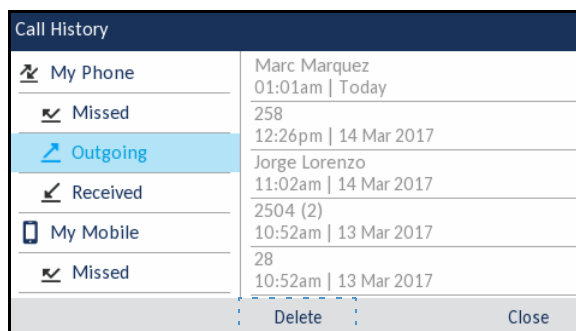 Call History
My Phone
Missed
Outgoing
Received
My Mobile
Missed
Marc Marquez
01:01am | Today
258
12:26pm | 14 Mar 2017
Jorge Lorenzo
11:02am | 14 Mar 2017
2504 (2)
10:52am | 13 Mar 2017
28
10:52am | 13 Mar 2017
Delete
Close